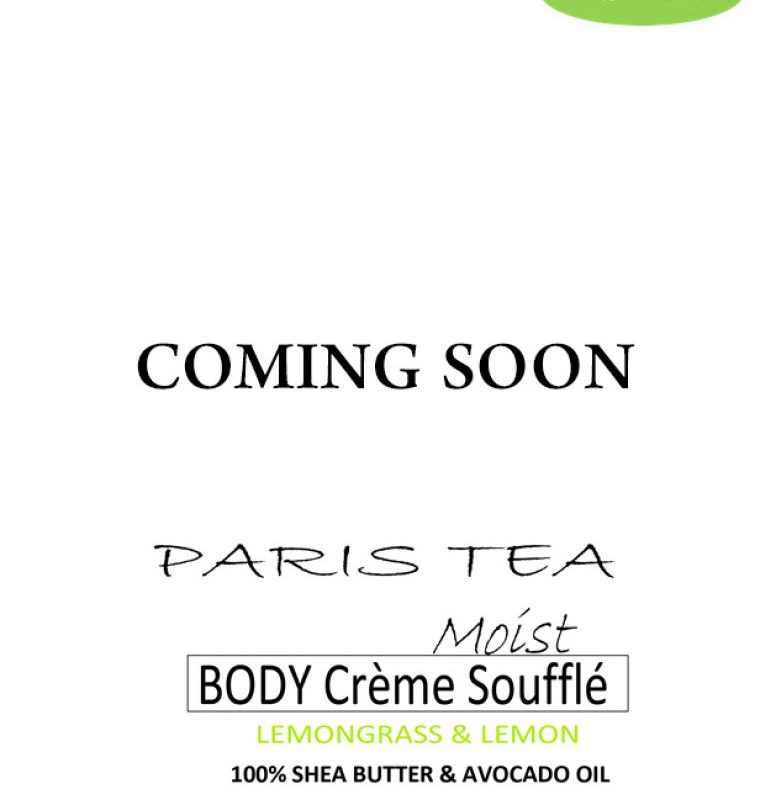 COMING SOON
PARIS TEA
Moist
BODY Crème Soufflé
LEMONGRASS & LEMON
100% SHEA BUTTER & AVOCADO OIL